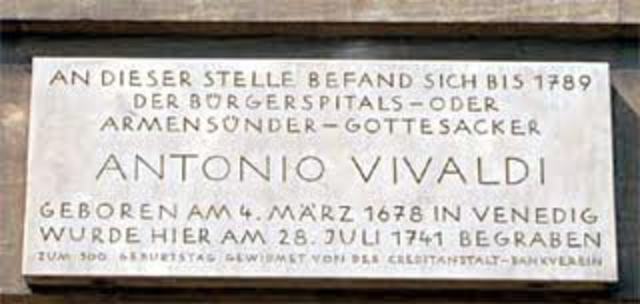 AN DIESER STELLE BEFAND SICH BIS 1789
DER BÜRGERSPITALS-ODER
ARMENSÜNDER-GOTTESACKER
ANTONIO VIVALDI
GEBOREN AM 4. MÄRZ 1678 IN VENEDIG
WURDE HIER AM 28. JULI 1741 BEGRABEN
ZUM 300. GEBURTSTAG GEWIDMET VON DER CREDITANSTALT-BANKVEREIN